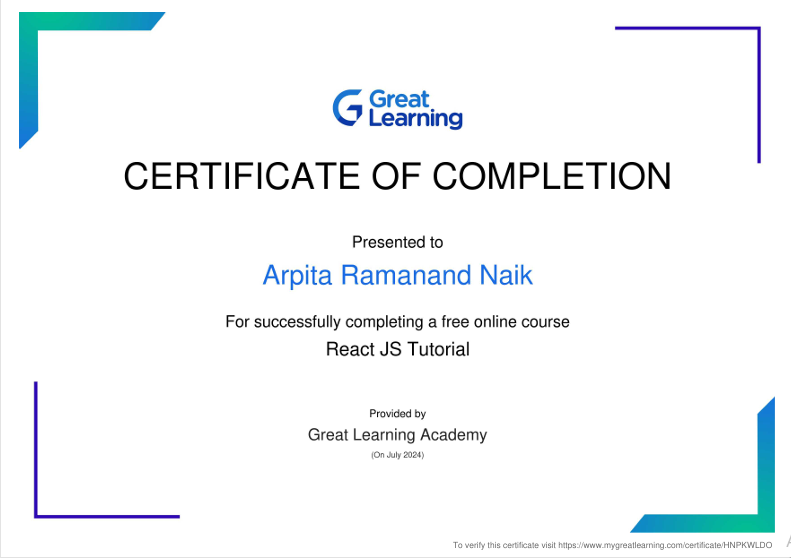 Great
Learning
CERTIFICATE OF COMPLETION
Presented to
Arpita Ramanand Naik
For successfully completing a free online course
React JS Tutorial
Provided by
Great Learning Academy
(On July 2024)
To verify this certificate visit https://www.mygreatlearning.com/certificate/HNPKWLDO